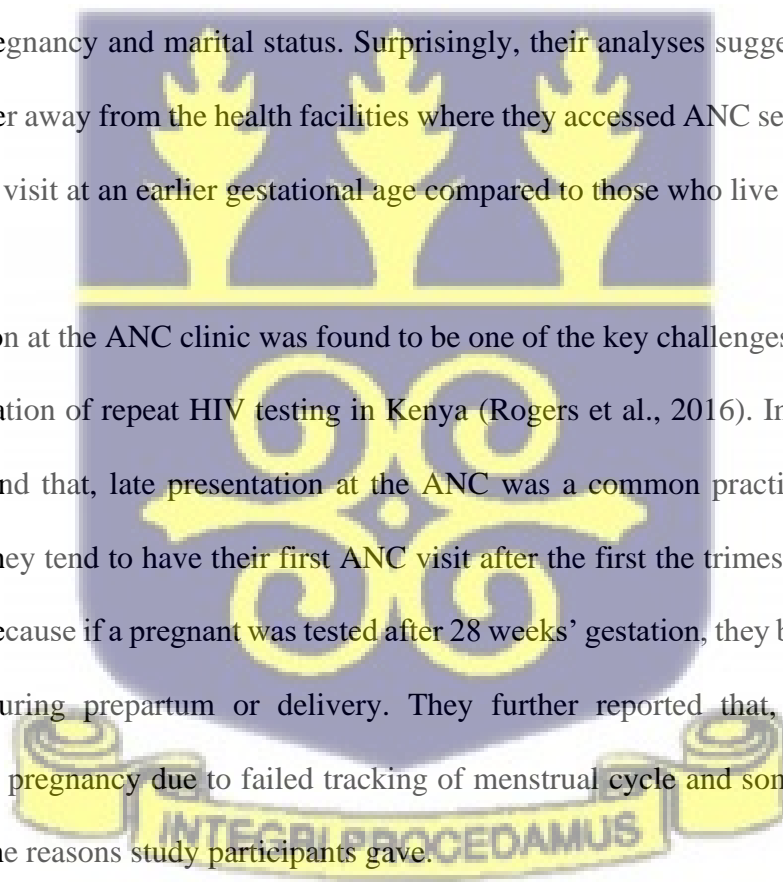 egnancy and marital status. Surprisingly, their analyses sugge
er away from the health facilities where they accessed ANC se
visit at an earlier gestational age compared to those who live
on at the ANC clinic was found to be one of the key challenges
ation of repeat HIV testing in Kenya (Rogers et al., 2016). In
nd that, late presentation at the ANC was a common practi
hey tend to have their first ANC visit after the first the trimes
ecause if a pregnant was tested after 28 weeks’ gestation, they b
uring prepartum or delivery. They further reported that,
pregnancy due to failed tracking of menstrual cycle and som
he reasons study participants gave.
INTEGRI PROCEDAMUS